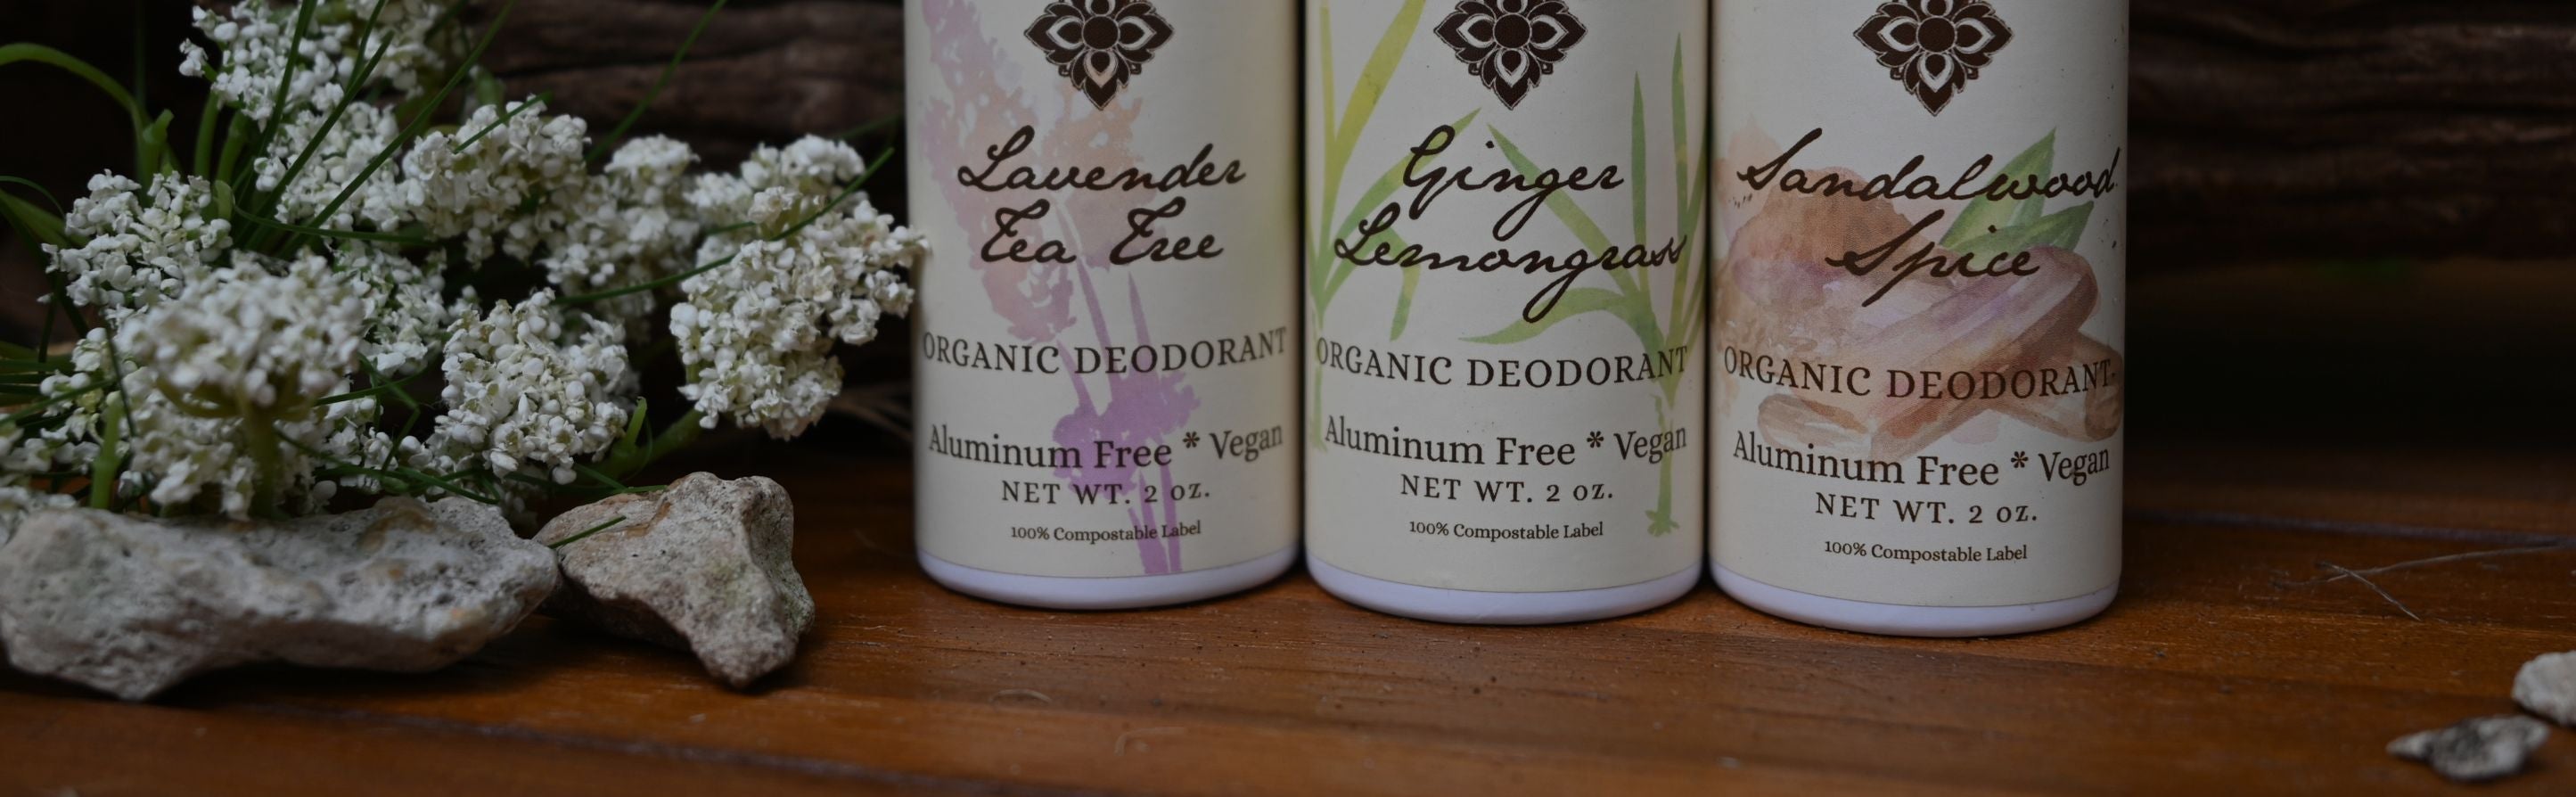 Lavender
Tea Tree
ORGANIC DEODORANT
Aluminum Free * Vegan
NET WT. 2 oz.
100% Compostable Label
Ginger
Lemongrass
ORGANIC DEODORANT
Aluminum Free * Vegan
NET WT. 2 oz.
100% Compostable Label
Sandalwood
Spice
ORGANIC DEODORANT
Aluminum Free * Vegan
NET WT. 2 oz.
100% Compostable Label